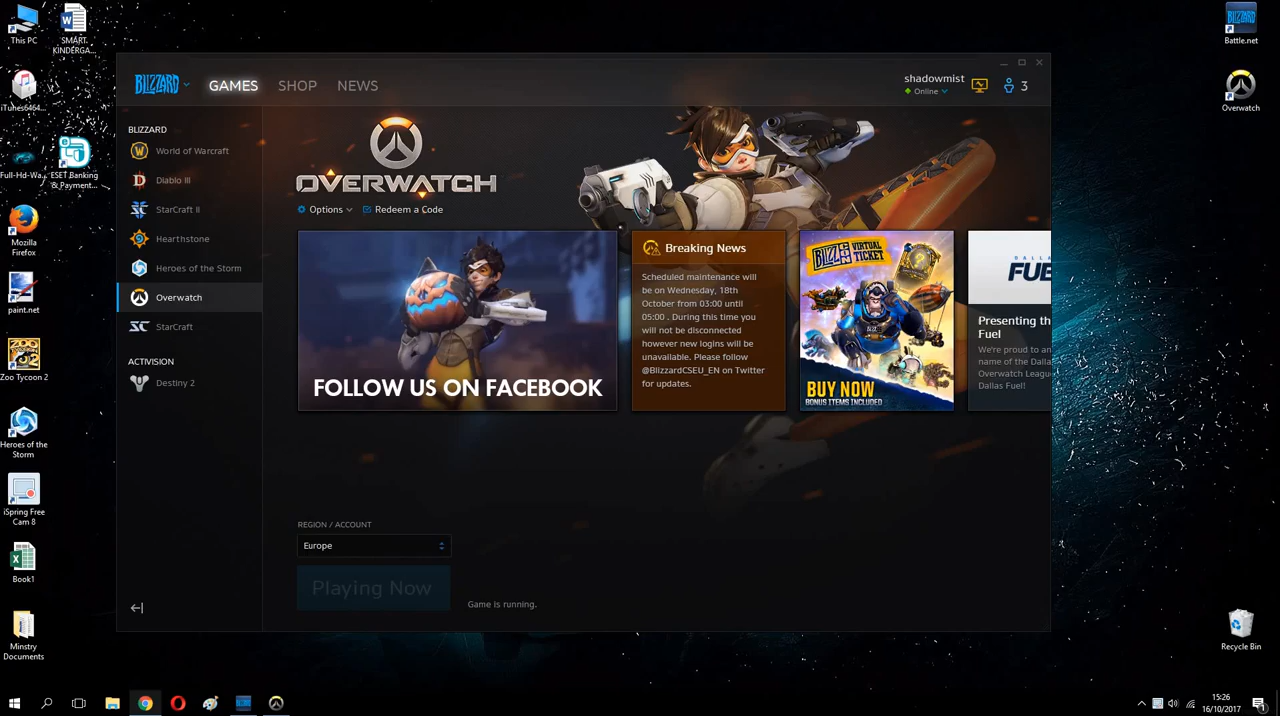 This PC
SMART
KINDERGA...
iTunes6464...
Full-Hd-Wa...
ESET Banking
& Payment...
Mozilla
Firefox
paint.net
Zoo Tycoon 2
Heroes of the
Storm
iSpring Free
Cam 8
Book1
Minstry
Documents
BLIZZARD
GAMES
SHOP
NEWS
shadowmist
Online
3
BLIZZARD
World of Warcraft
Diablo III
StarCraft II
Hearthstone
Heroes of the Storm
Overwatch
StarCraft
ACTIVISION
Destiny 2
OVERWATCH
Options
Redeem a Code
FOLLOW US ON FACEBOOK
Breaking News
Scheduled maintenance will
be on Wednesday, 18th
October from 03:00 until
05:00 . During this time you
will not be disconnected
however new logins will be
unavailable. Please follow
@BlizzardCSEU_EN on Twitter
for updates.
VIRTUAL
TICKET
BUY NOW
BONUS ITEMS INCLUDED
DALLA
FUE
Presenting th
Fuel
We're proud to an
name of the Dalla
Overwatch League
Dallas Fuel!
REGION / ACCOUNT
Europe
Playing Now
Game is running.
BLIZZARD
Battle.net
Overwatch
Recycle Bin
15:26
16/10/2017
1